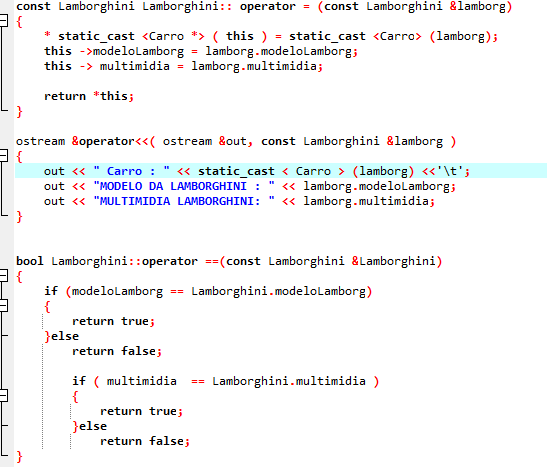 const Lamborghini Lamborghini:: operator = (const Lamborghini &lamborg)
{
* static_cast <Carro *> ( this ) = static_cast <Carro> (lamborg);
this ->modeloLamborg = lamborg.modeloLamborg;
this -> multimidia = lamborg.multimidia;
return *this;
}
ostream &operator<<( ostream &out, const Lamborghini &lamborg )
{
out << " Carro : " << static_cast < Carro > (lamborg) <<'\t';
out << "MODELO DA LAMBORGHINI : " << lamborg.modeloLamborg;
out << "MULTIMIDIA LAMBORGHINI: " << lamborg.multimidia;
}
bool Lamborghini::operator ==(const Lamborghini &Lamborghini)
{
if (modeloLamborg == Lamborghini.modeloLamborg)
{
return true;
}else
return false;
if ( multimidia  == Lamborghini.multimidia )
{
return true;
}else
return false;
}